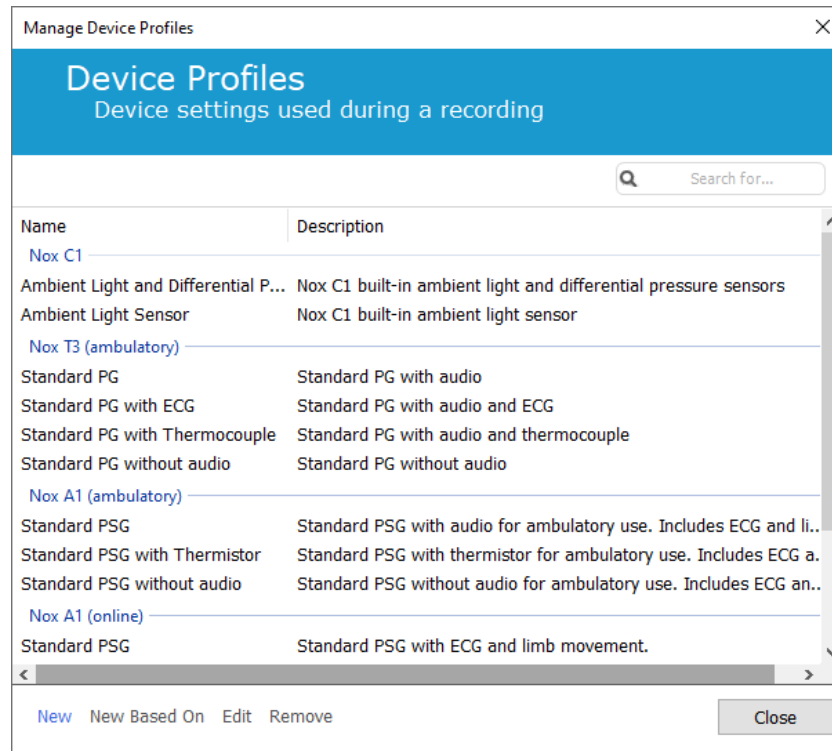 Manage Device Profiles
Device Profiles
Device settings used during a recording
Search for...
Name Description
Nox C1
Ambient Light and Differential P... Nox C1 built-in ambient light and differential pressure sensors
Ambient Light Sensor Nox C1 built-in ambient light sensor
Nox T3 (ambulatory)
Standard PG Standard PG with audio
Standard PG with ECG Standard PG with audio and ECG
Standard PG with Thermocouple Standard PG with audio and thermocouple
Standard PG without audio Standard PG without audio
Nox A1 (ambulatory)
Standard PSG Standard PSG with audio for ambulatory use. Includes ECG and li..
Standard PSG with Thermistor Standard PSG with thermistor for ambulatory use. Includes ECG a.
Standard PSG without audio Standard PSG without audio for ambulatory use. Includes ECG an..
Nox A1 (online)
Standard PSG Standard PSG with ECG and limb movement.
New New Based On Edit Remove Close